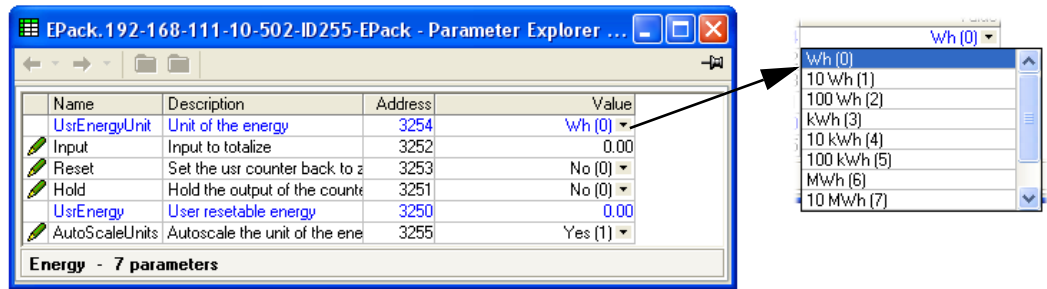 EPack.192-168-111-10-502-ID255-EPack - Parameter Explorer ...
Name Description Address Value
UsrEnergyUnit Unit of the energy 3254 Wh (0)
Input Input to totalize 3252 0.00
Reset Set the usr counter back to z 3253 No (0)
Hold Hold the output of the counte 3251 No (0)
UsrEnergy User resetable energy 3250 0.00
AutoScaleUnits Autoscale the unit of the ene 3255 Yes (1)
Energy - 7 parameters
Wh (0)
Wh (0)
10 Wh (1)
100 Wh (2)
kWh (3)
10 kWh (4)
100 kWh (5)
MWh (6)
10 MWh (7)